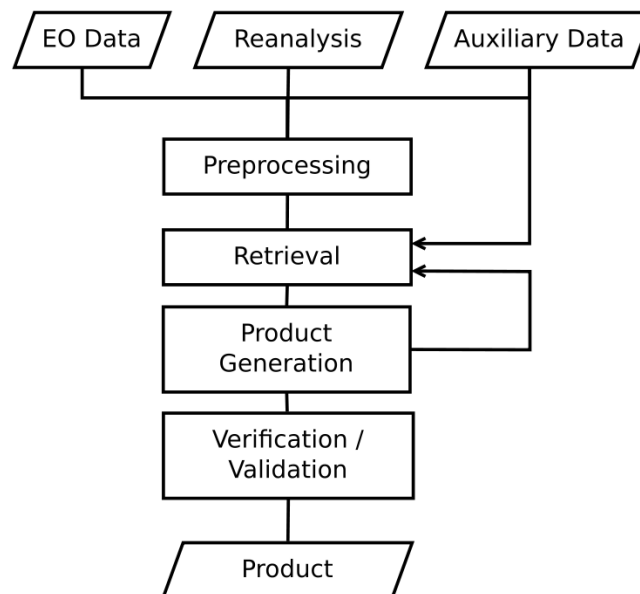 EO Data
Reanalysis
Auxiliary Data
Preprocessing
Retrieval
Product
Generation
Verification /
Validation
Product